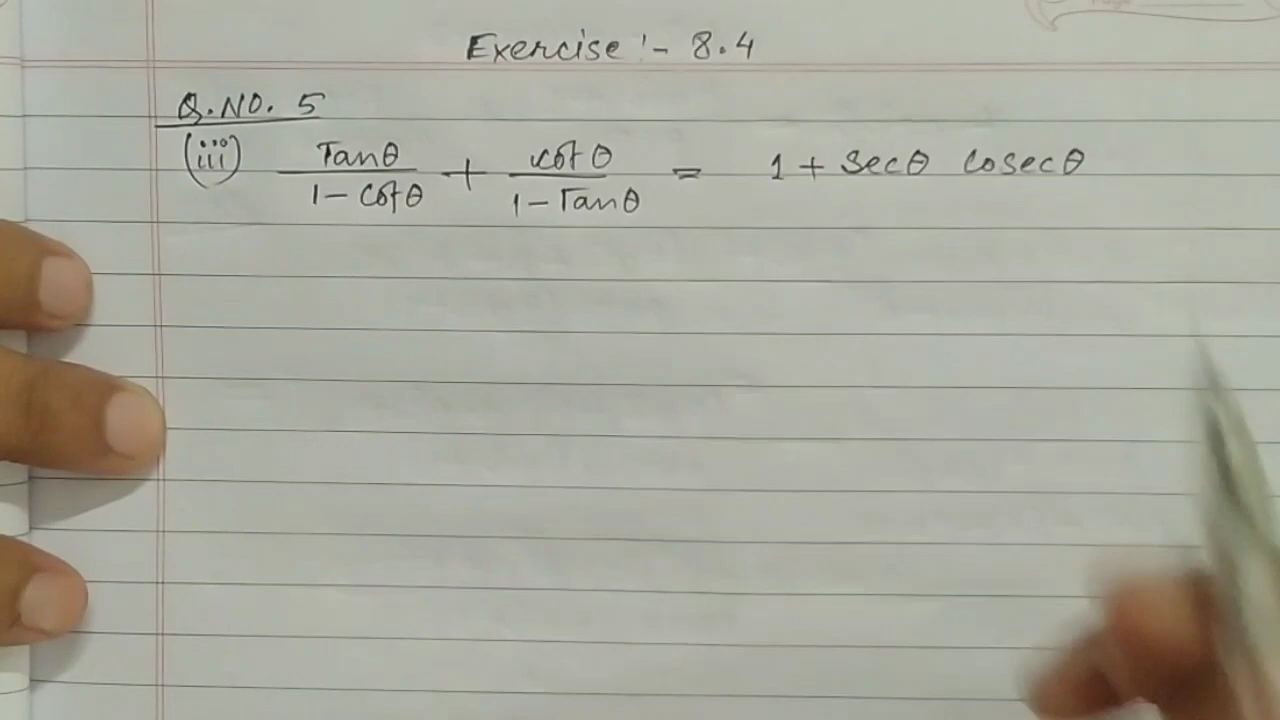 Exercise :- 8.4
Q.NO. 5
(iii) Tanθ / 1 - cotθ + cotθ / 1 - Tanθ = 1 + secθ cosecθ